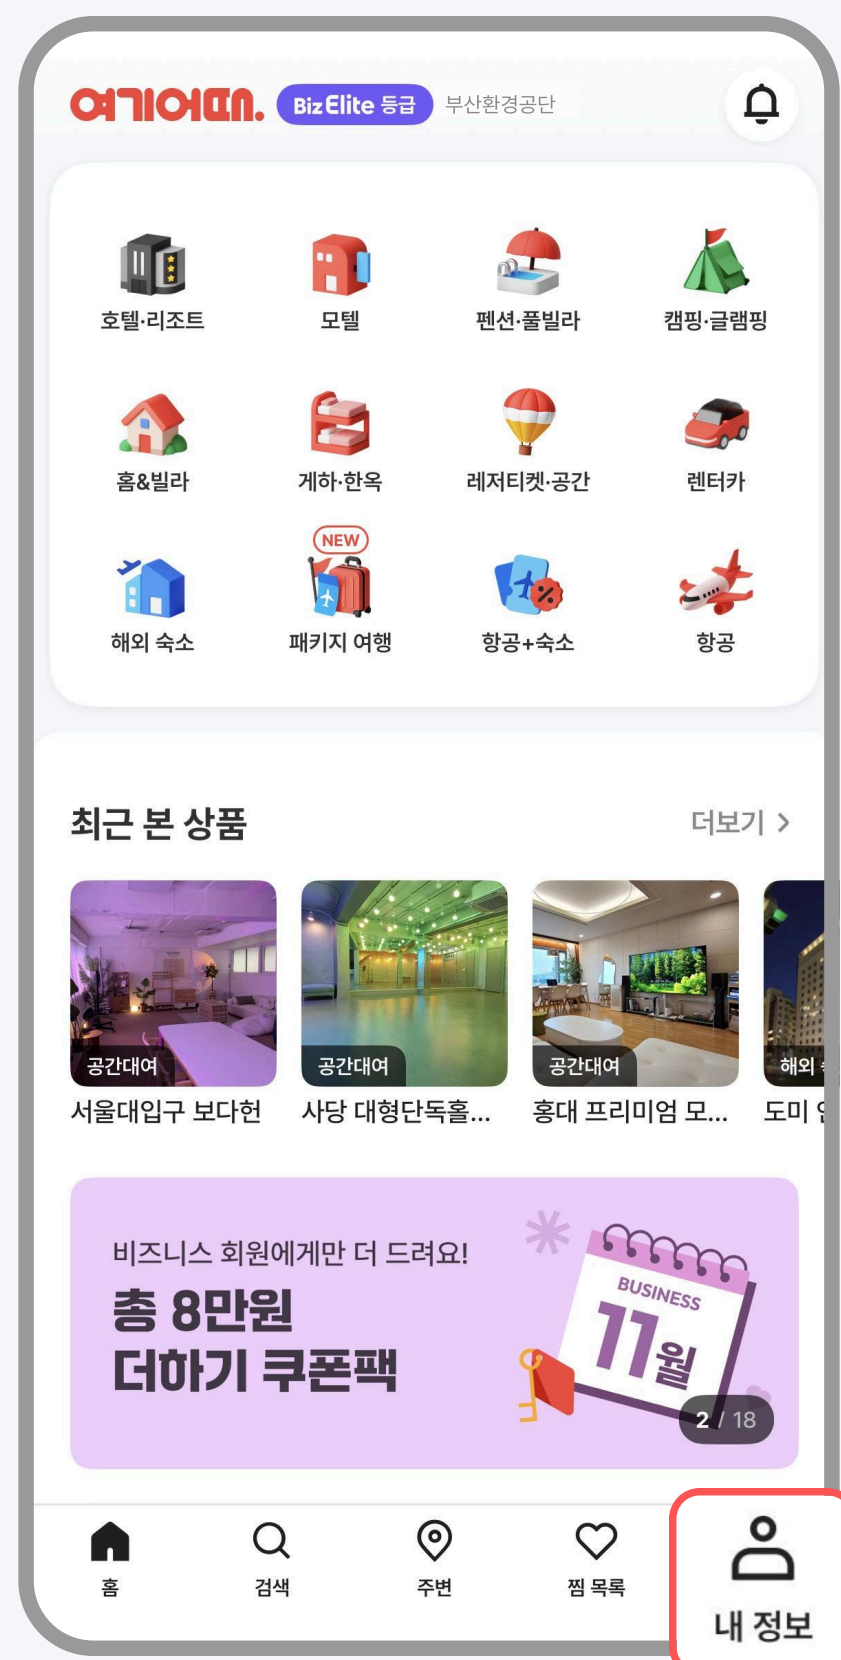 여기어때.
BizElite 등급
부산환경공단
호텔·리조트
모텔
펜션·풀빌라
캠핑·글램핑
홈&빌라
게하·한옥
레저티켓·공간
렌터카
NEW
해외 숙소
패키지 여행
항공+숙소
항공
최근 본 상품
더보기 >
공간대여
공간대여
공간대여
해외
서울대입구 보다헌
사당 대형단독홀...
홍대 프리미엄 모...
도미
비즈니스 회원에게만 더 드려요!
총 8만원
더하기 쿠폰팩
BUSINESS
11월
2 / 18
홈
검색
주변
찜 목록
내 정보